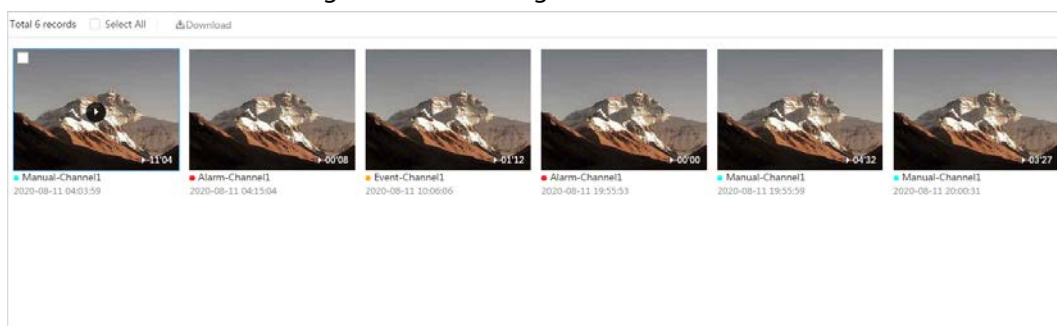 Total 6 records Select All Download
11:04 00:08 01:12 00:00 04:32 03:27
Manual-Channel1 Alarm-Channel1 Event-Channel1 Alarm-Channel1 Manual-Channel1 Manual-Channel1
2020-08-11 04:03:59 2020-08-11 04:15:04 2020-08-11 10:06:06 2020-08-11 19:55:53 2020-08-11 19:55:59 2020-08-11 20:00:31